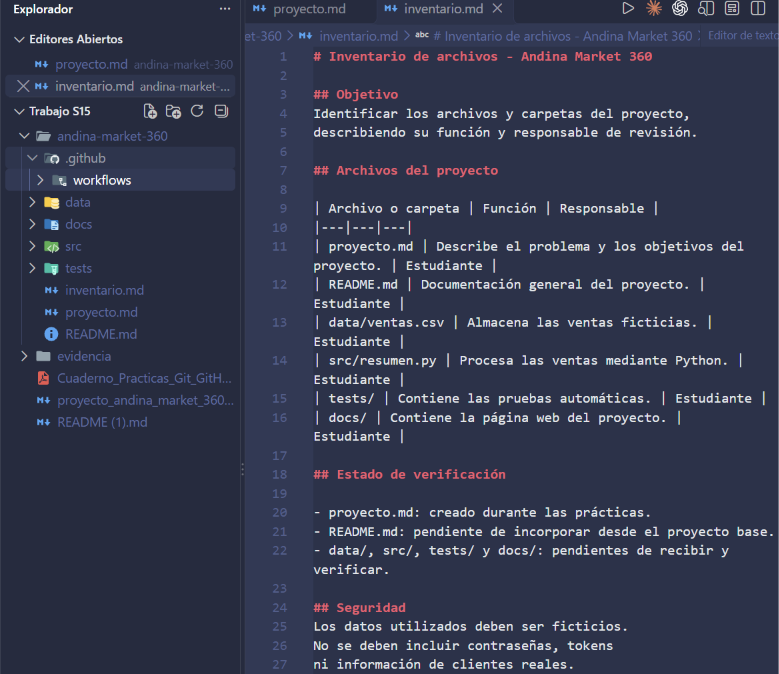 Explorador
Editores Abiertos
proyecto.md andina-market-360
inventario.md andina-market-...
Trabajo S15
andina-market-360
.github
workflows
data
docs
src
tests
inventario.md
proyecto.md
README.md
evidencia
Cuaderno_Practicas_Git_GitH...
proyecto_andina_market_360...
README (1).md
proyecto.md
inventario.md
et-360 > inventario.md > abc # Inventario de archivos - Andina Market 360
Editor de texto
1 # Inventario de archivos - Andina Market 360
2
3 ## Objetivo
4 Identificar los archivos y carpetas del proyecto,
5 describiendo su función y responsable de revisión.
6
7 ## Archivos del proyecto
8
9 | Archivo o carpeta | Función | Responsable |
10 |---|---|---|
11 | proyecto.md | Describe el problema y los objetivos del
proyecto. | Estudiante |
12 | README.md | Documentación general del proyecto. |
Estudiante |
13 | data/ventas.csv | Almacena las ventas ficticias. |
Estudiante |
14 | src/resumen.py | Procesa las ventas mediante Python. |
Estudiante |
15 | tests/ | Contiene las pruebas automáticas. | Estudiante |
16 | docs/ | Contiene la página web del proyecto. |
Estudiante |
17
18 ## Estado de verificación
19
20 - proyecto.md: creado durante las prácticas.
21 - README.md: pendiente de incorporar desde el proyecto base.
22 - data/, src/, tests/ y docs/: pendientes de recibir y
verificar.
23
24 ## Seguridad
25 Los datos utilizados deben ser ficticios.
26 No se deben incluir contraseñas, tokens
27 ni información de clientes reales.